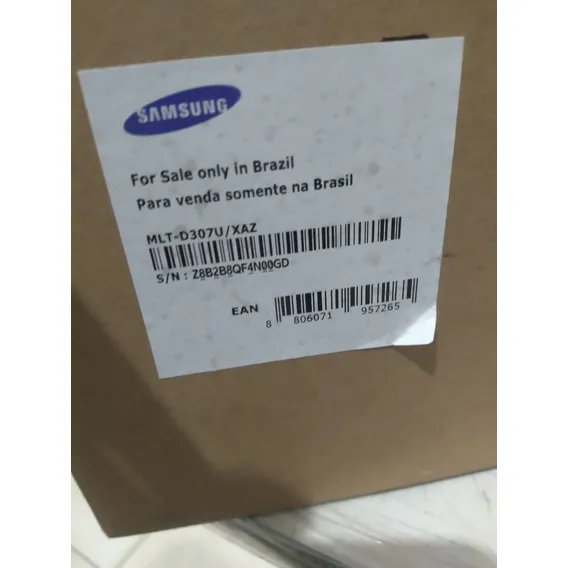 SAMSUNG
For Sale only in Brazil
Para venda somente na Brasil
MLT-D307U/XAZ
S/N : Z8B2B8QF4N00GD
EAN
8 806071 957265